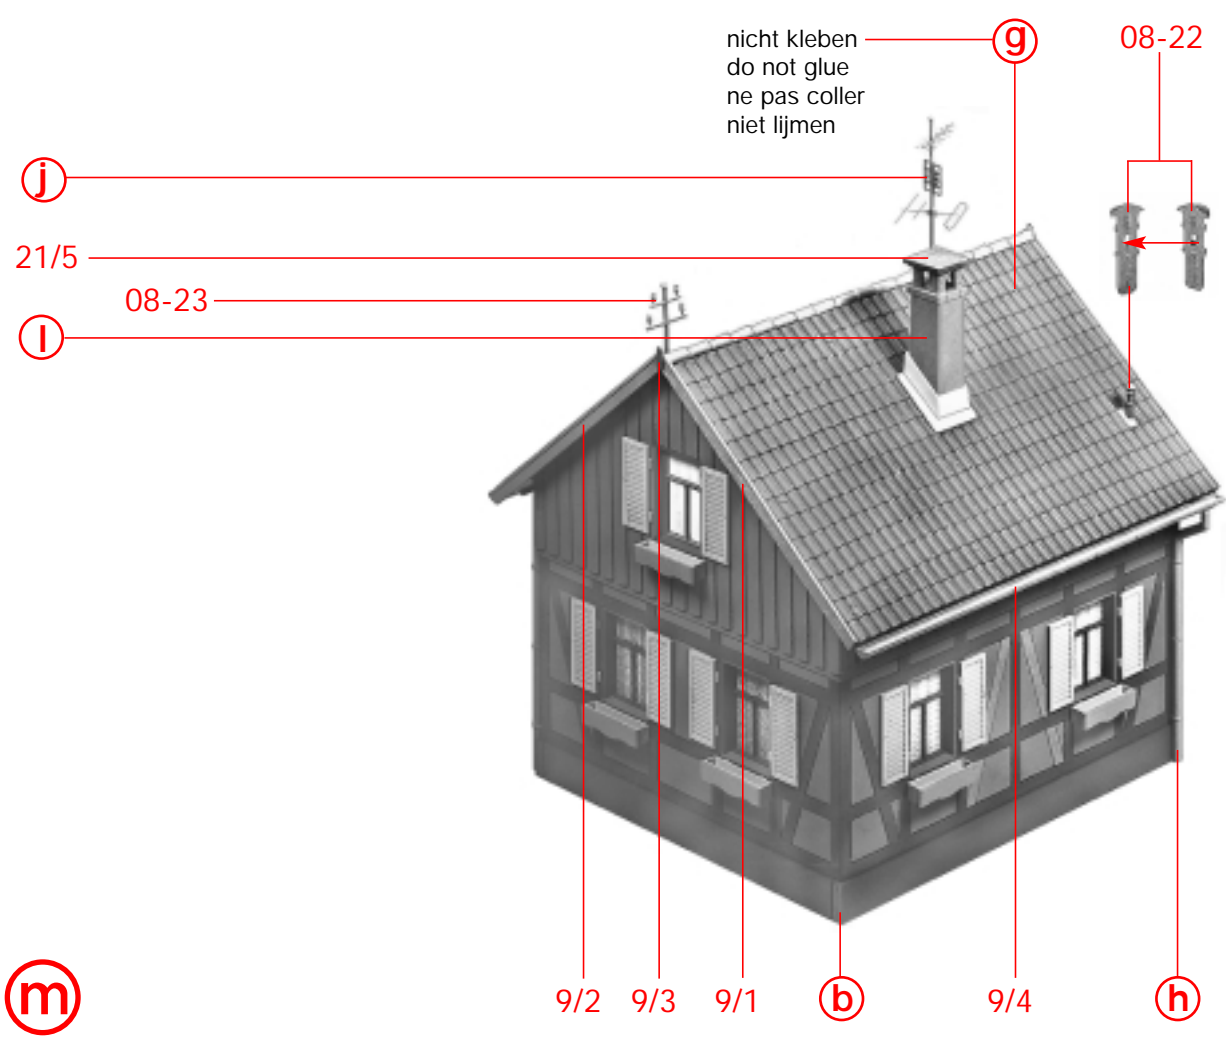 nicht kleben
do not glue
ne pas coller
niet lijmen
g
08-22
j
21/5
08-23
l
m
9/2
9/3
9/1
b
9/4
h